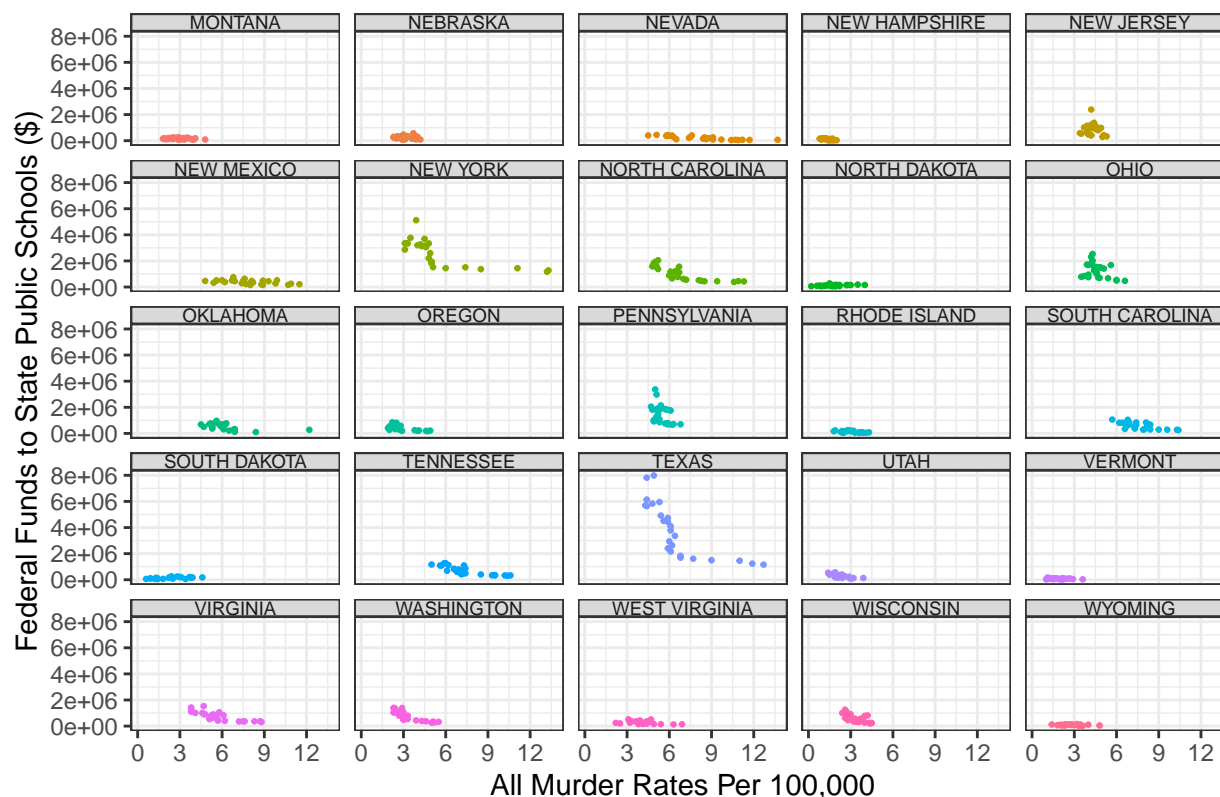 MONTANA NEBRASKA NEVADA NEW HAMPSHIRE NEW JERSEY
8e+06
6e+06
4e+06
2e+06
0e+00
NEW MEXICO NEW YORK NORTH CAROLINA NORTH DAKOTA OHIO
8e+06
6e+06
4e+06
2e+06
0e+00
OKLAHOMA OREGON PENNSYLVANIA RHODE ISLAND SOUTH CAROLINA
8e+06
6e+06
4e+06
2e+06
0e+00
SOUTH DAKOTA TENNESSEE TEXAS UTAH VERMONT
8e+06
6e+06
4e+06
2e+06
0e+00
VIRGINIA WASHINGTON WEST VIRGINIA WISCONSIN WYOMING
8e+06
6e+06
4e+06
2e+06
0e+00
0 3 6 9 12 0 3 6 9 12 0 3 6 9 12 0 3 6 9 12 0 3 6 9 12
All Murder Rates Per 100,000
Federal Funds to State Public Schools ($)